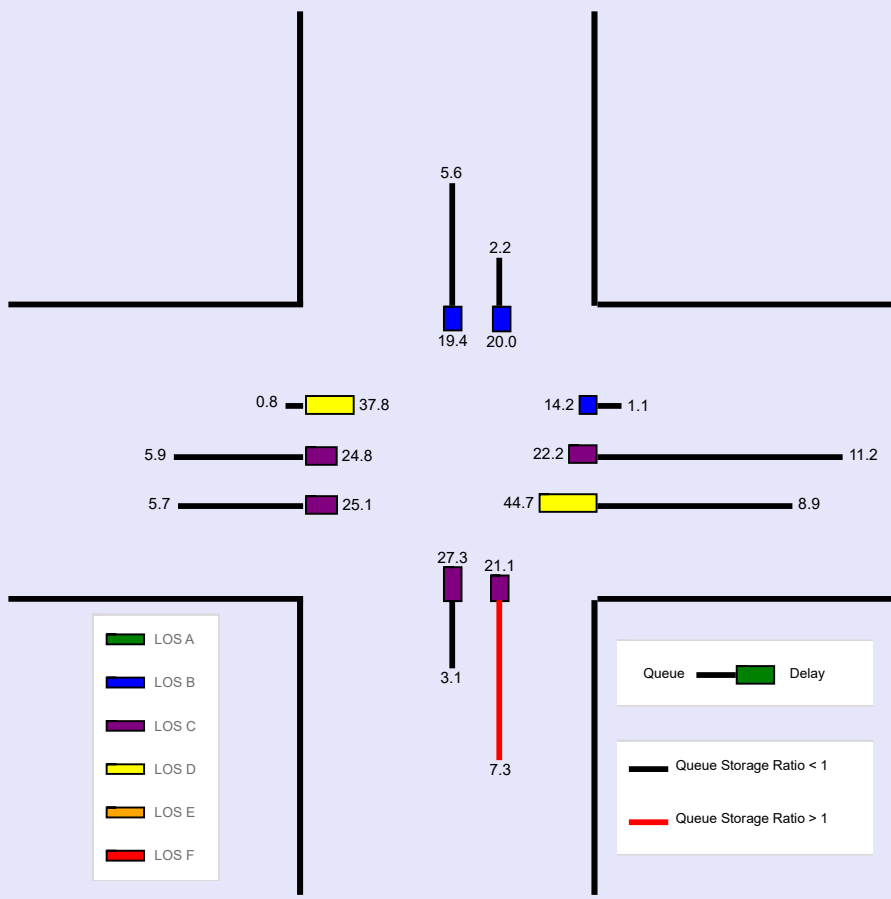 5.6
2.2
19.4 20.0
0.8 37.8 14.2 1.1
5.9 24.8 22.2 11.2
5.7 25.1 44.7 8.9
27.3 21.1
3.1
7.3
LOS A
LOS B
LOS C
LOS D
LOS E
LOS F
Queue Delay
Queue Storage Ratio < 1
Queue Storage Ratio > 1